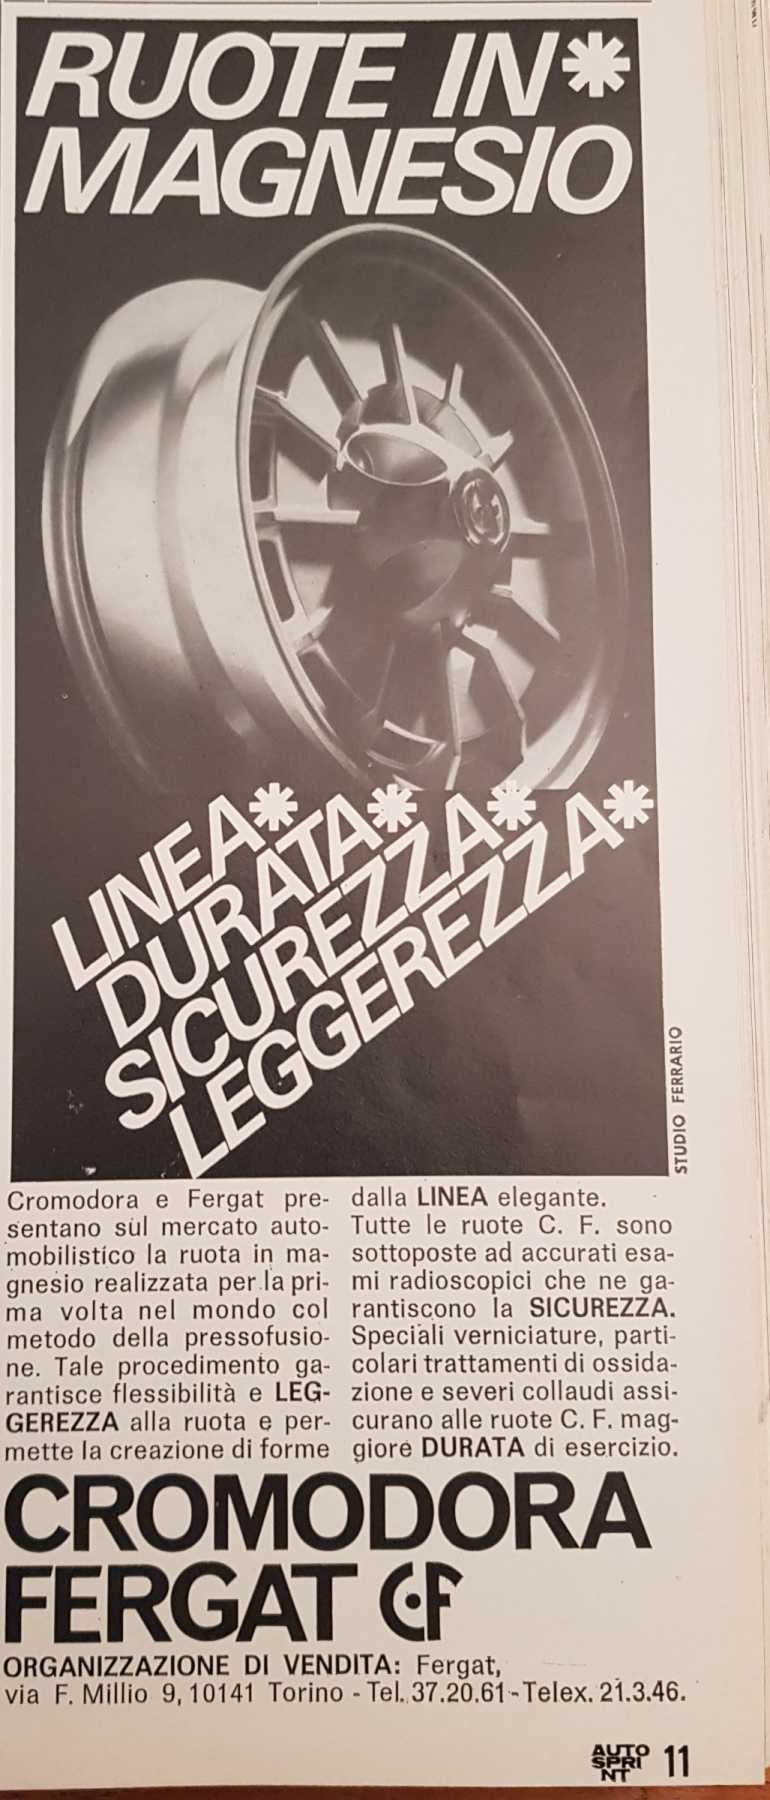 RUOTE IN*
MAGNESIO
LINEA*
DURATA*
SICUREZZA*
LEGGEREZZA*
STUDIO FERRARIO
Cromodora e Fergat pre-
sentano sul mercato auto-
mobilistico la ruota in ma-
gnesio realizzata per la pri-
ma volta nel mondo col
metodo della pressofusio-
ne. Tale procedimento ga-
rantisce flessibilità e LEG-
GEREZZA alla ruota e per-
mette la creazione di forme
dalla LINEA elegante.
Tutte le ruote C. F. sono
sottoposte ad accurati esa-
mi radioscopici che ne ga-
rantiscono la SICUREZZA.
Speciali verniciature, parti-
colari trattamenti di ossida-
zione e severi collaudi assi-
curano alle ruote C. F. mag-
giore DURATA di esercizio.
CROMODORA
FERGAT CF
ORGANIZZAZIONE DI VENDITA: Fergat,
via F. Millio 9, 10141 Torino - Tel. 37.20.61 - Telex. 21.3.46.
AUTO
SPRI
NT 11